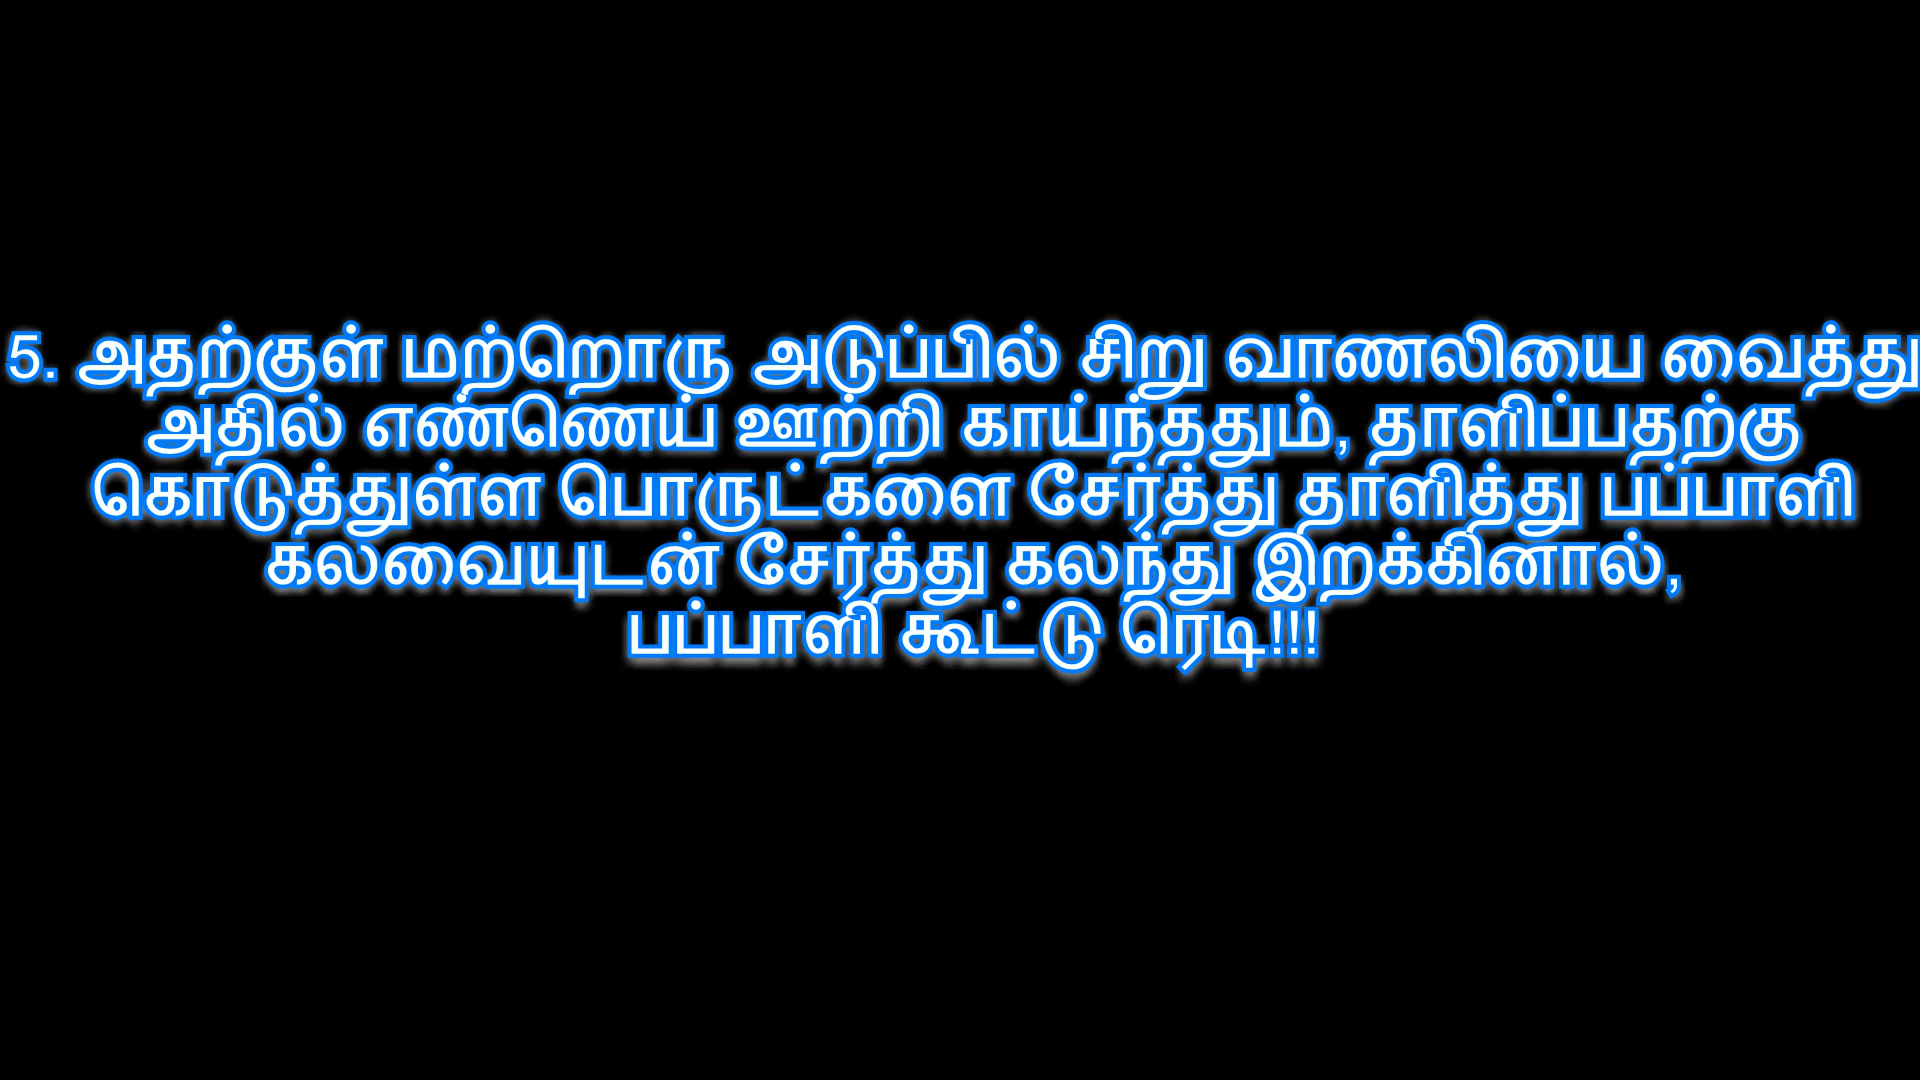 5. அதற்குள் மற்றொரு அடுப்பில் சிறு வாணலியை வைத்து
அதில் எண்ணெய் ஊற்றி காய்ந்ததும், தாளிப்பதற்கு
கொடுத்துள்ள பொருட்களை சேர்த்து தாளித்து பப்பாளி
கலவையுடன் சேர்த்து கலந்து இறக்கினால்,
பப்பாளி கூட்டு ரெடி!!!